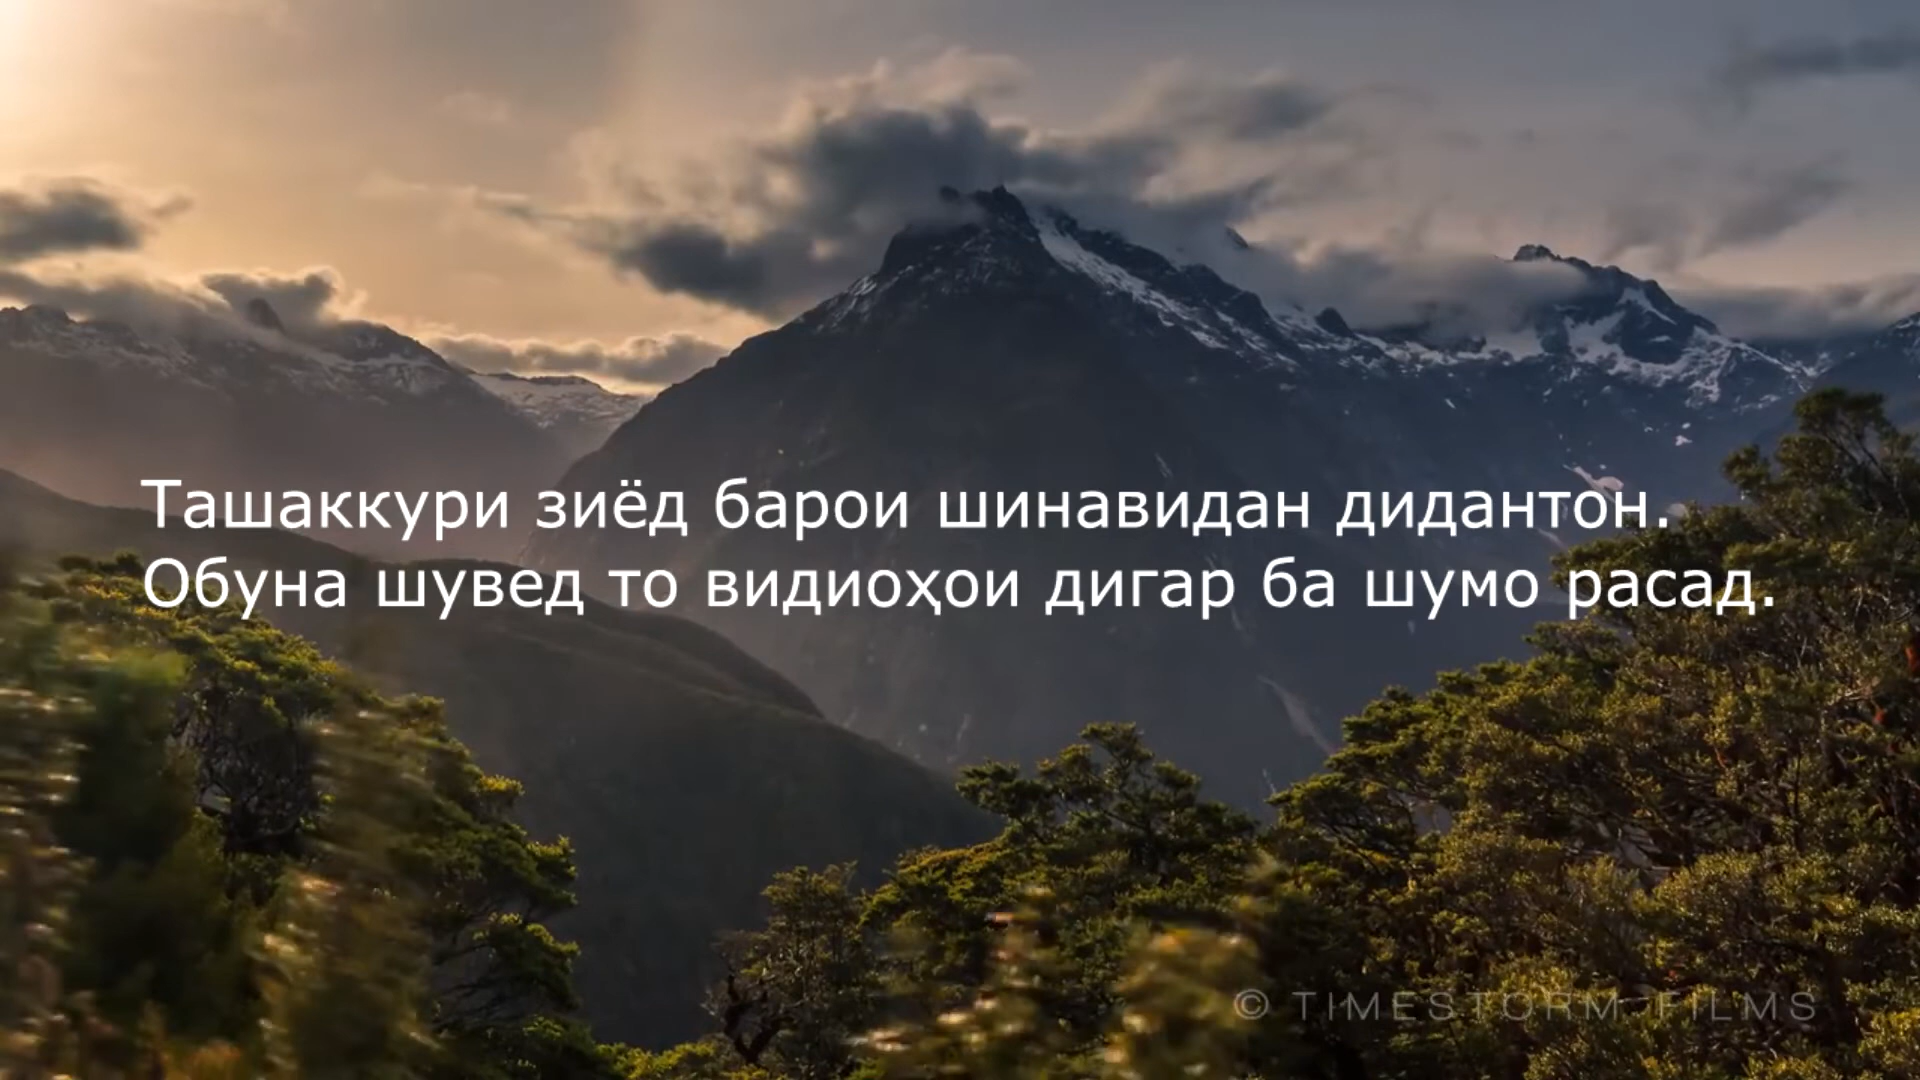 Ташаккури зиёд барои шинавидан дидантон.
Обуна шувед то видиоҳои дигар ба шумо расад.
© TIMESTORM FILMS